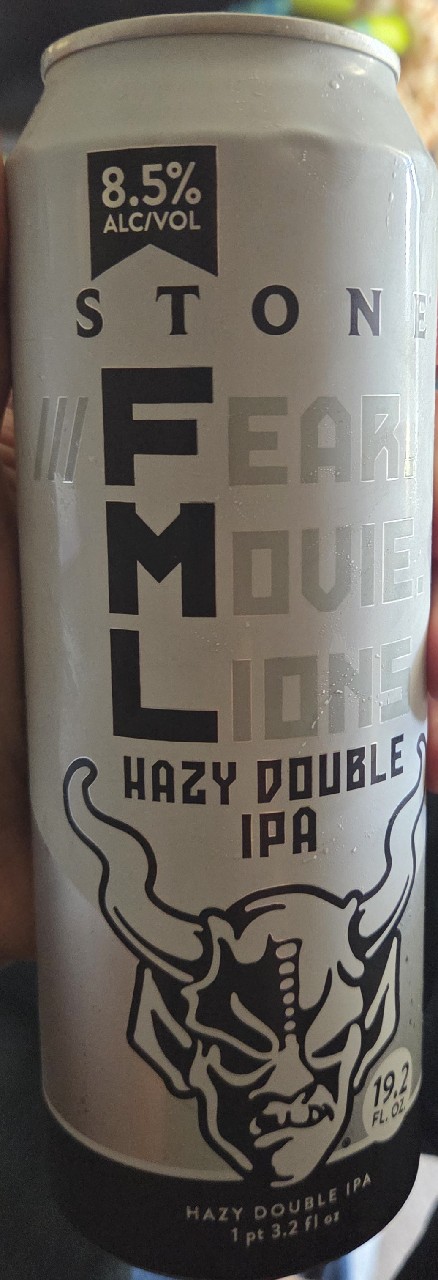 8.5%
ALC/VOL
STONE
///FEAR.
MOVIE.
LIONS
HAZY DOUBLE
IPA
19.2
FL. OZ.
HAZY DOUBLE IPA
1 pt 3.2 fl oz